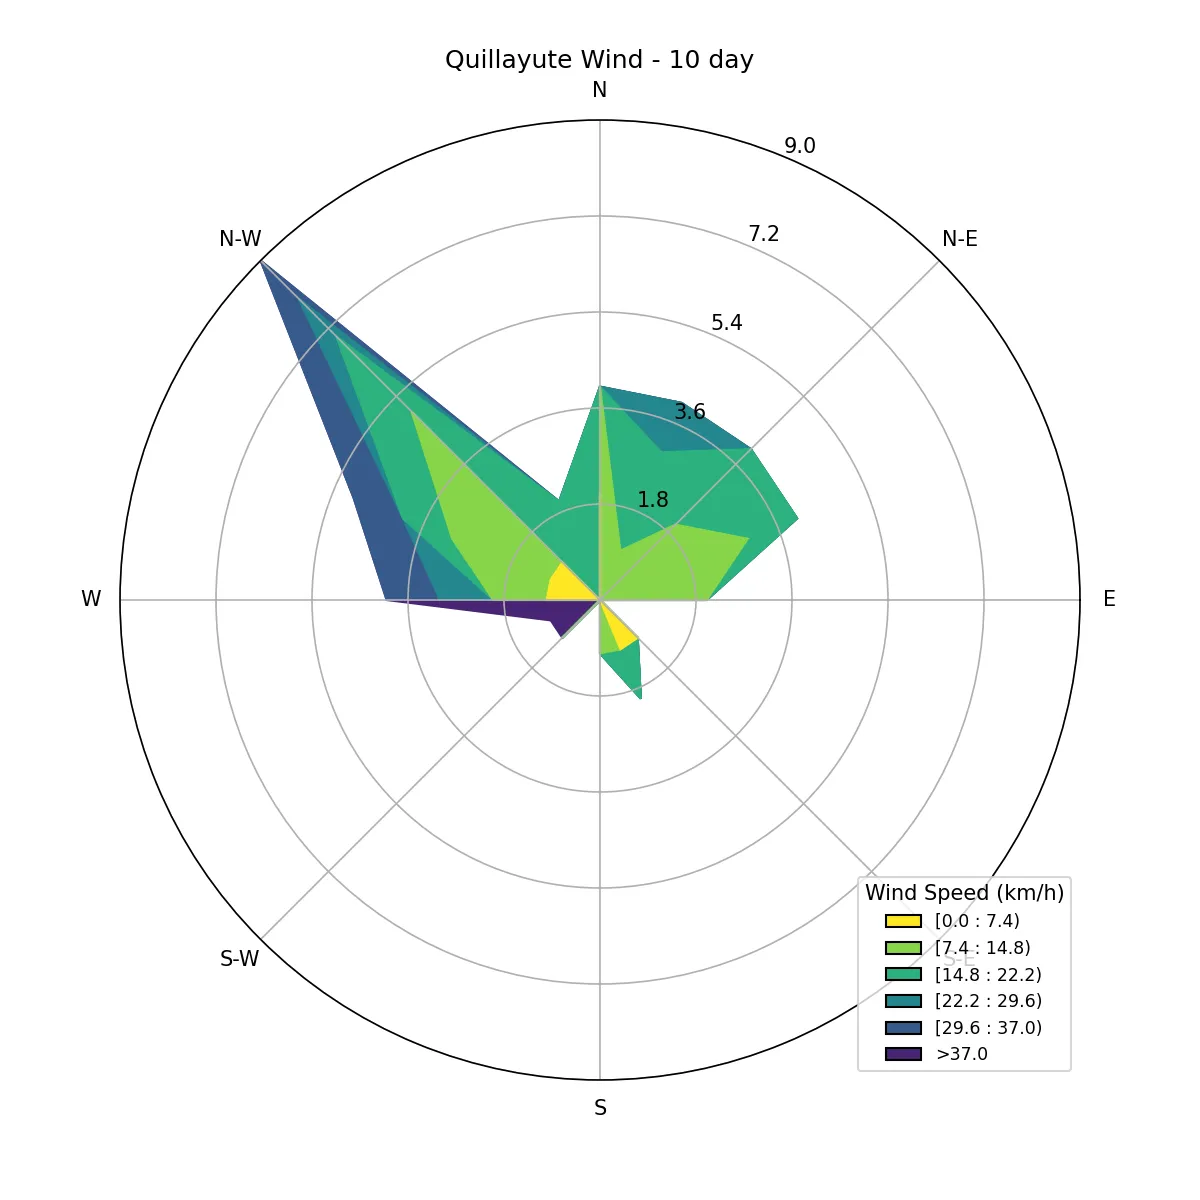 Quillayute Wind - 10 day
N
9.0
N-W
7.2
N-E
5.4
3.6
1.8
W
E
Wind Speed (km/h)
[0.0 : 7.4)
[7.4 : 14.8)
[14.8 : 22.2)
[22.2 : 29.6)
[29.6 : 37.0)
>37.0
S-W
S-E
S